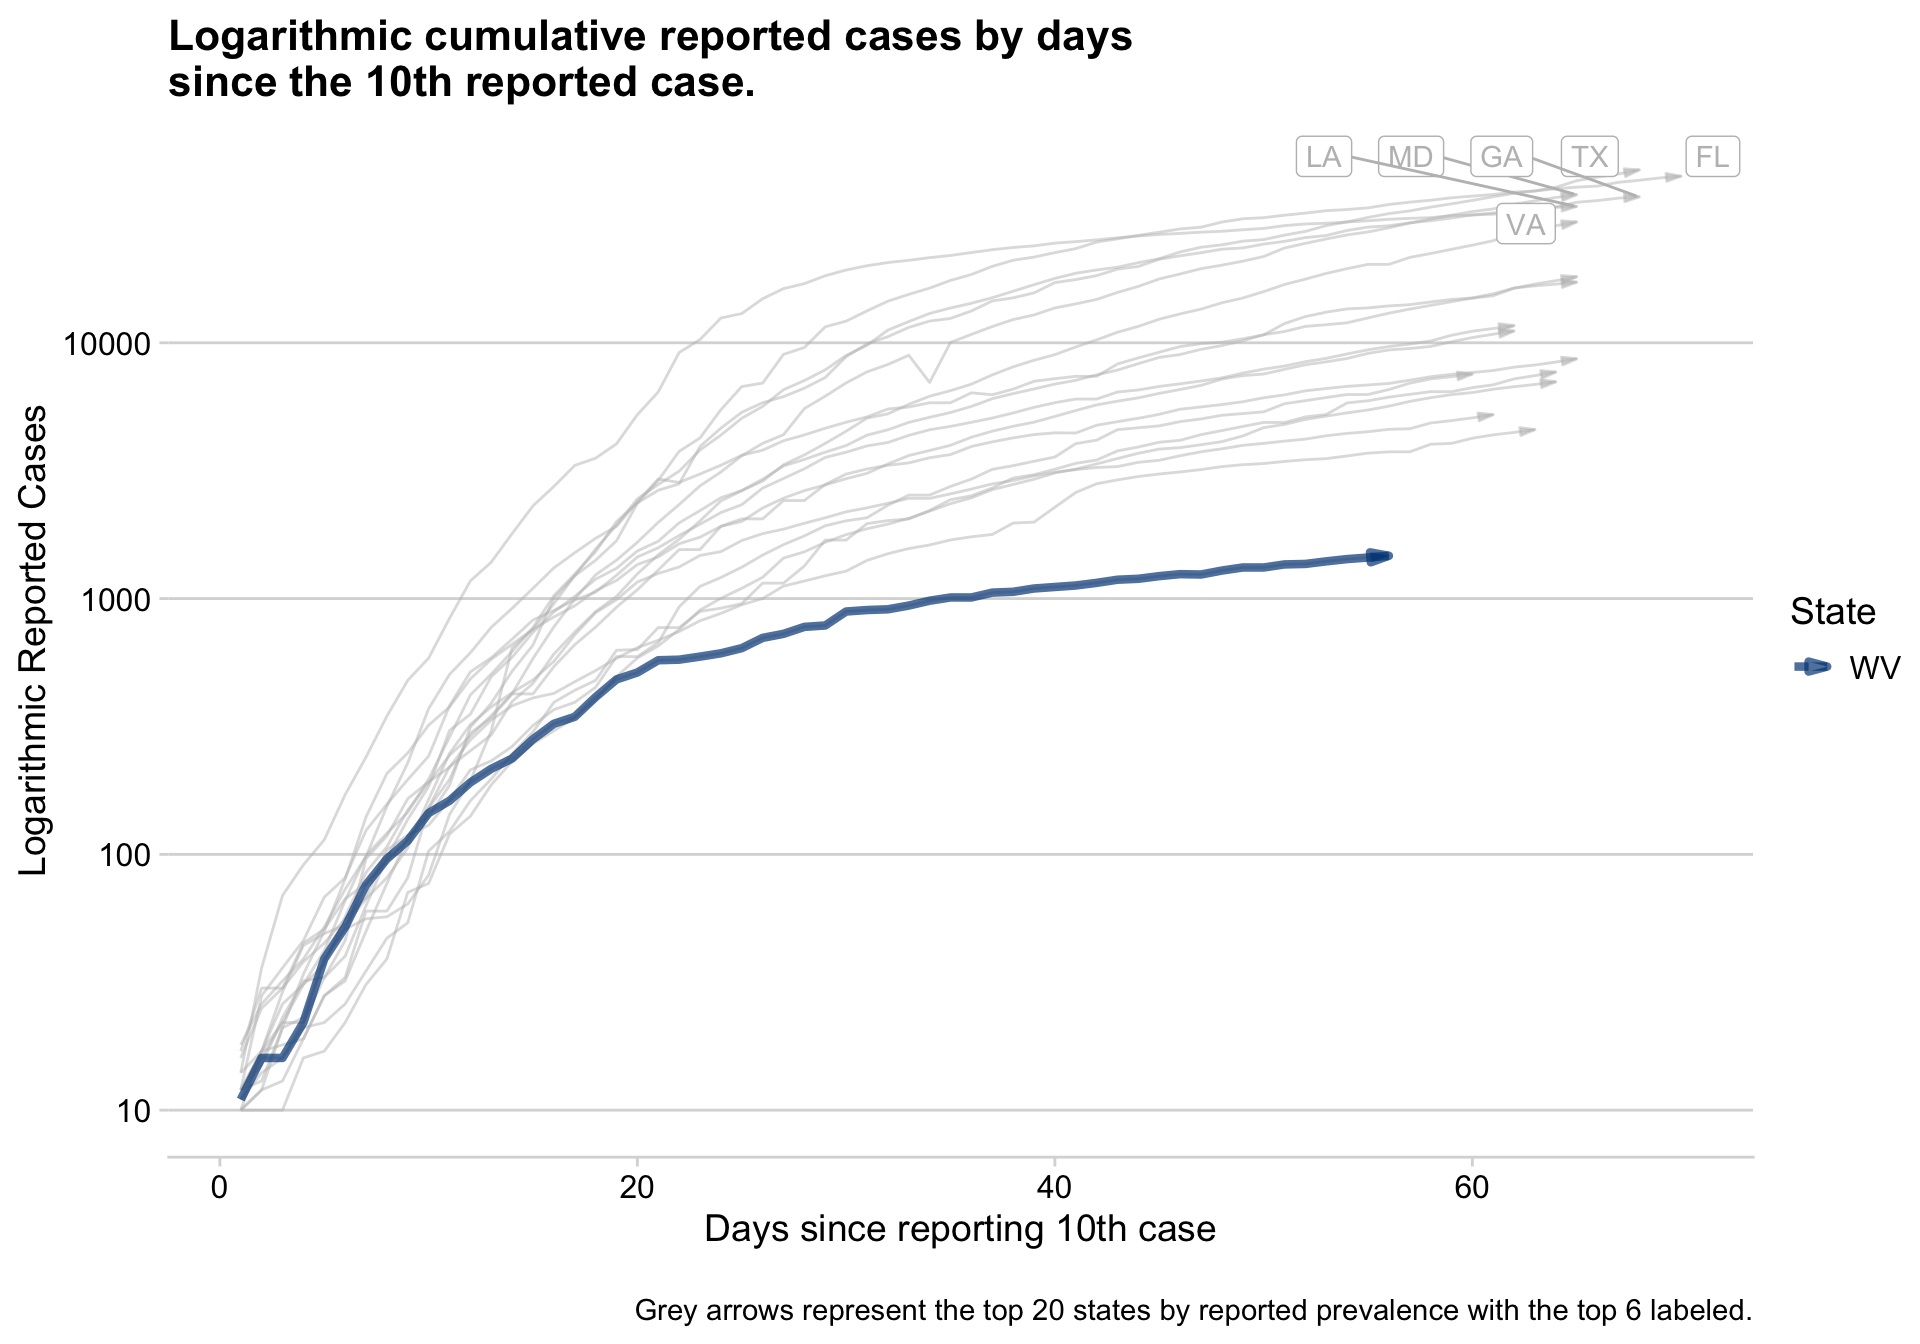 Logarithmic cumulative reported cases by days
since the 10th reported case.
LA MD GA TX FL
VA
10000
1000
100
10
Logarithmic Reported Cases
0 20 40 60
Days since reporting 10th case
State
WV
Grey arrows represent the top 20 states by reported prevalence with the top 6 labeled.